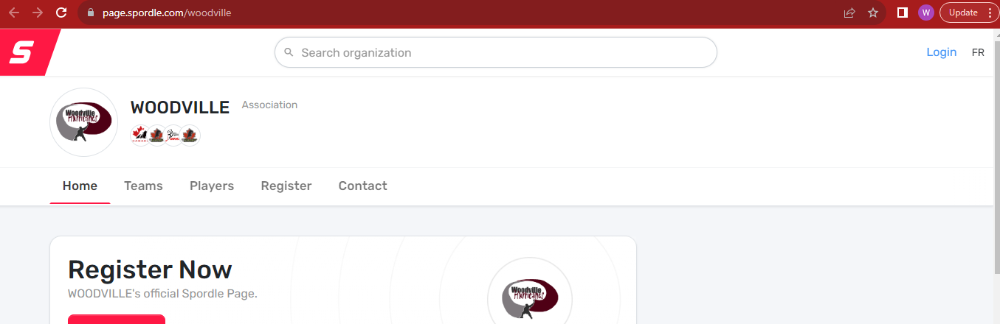 page.spordle.com/woodville
W
Update
S
Search organization
Login
FR
Woodville
Hurricanes
WOODVILLE
Association
CANADA
Home
Teams
Players
Register
Contact
Register Now
WOODVILLE's official Spordle Page.
Woodville
Hurricanes